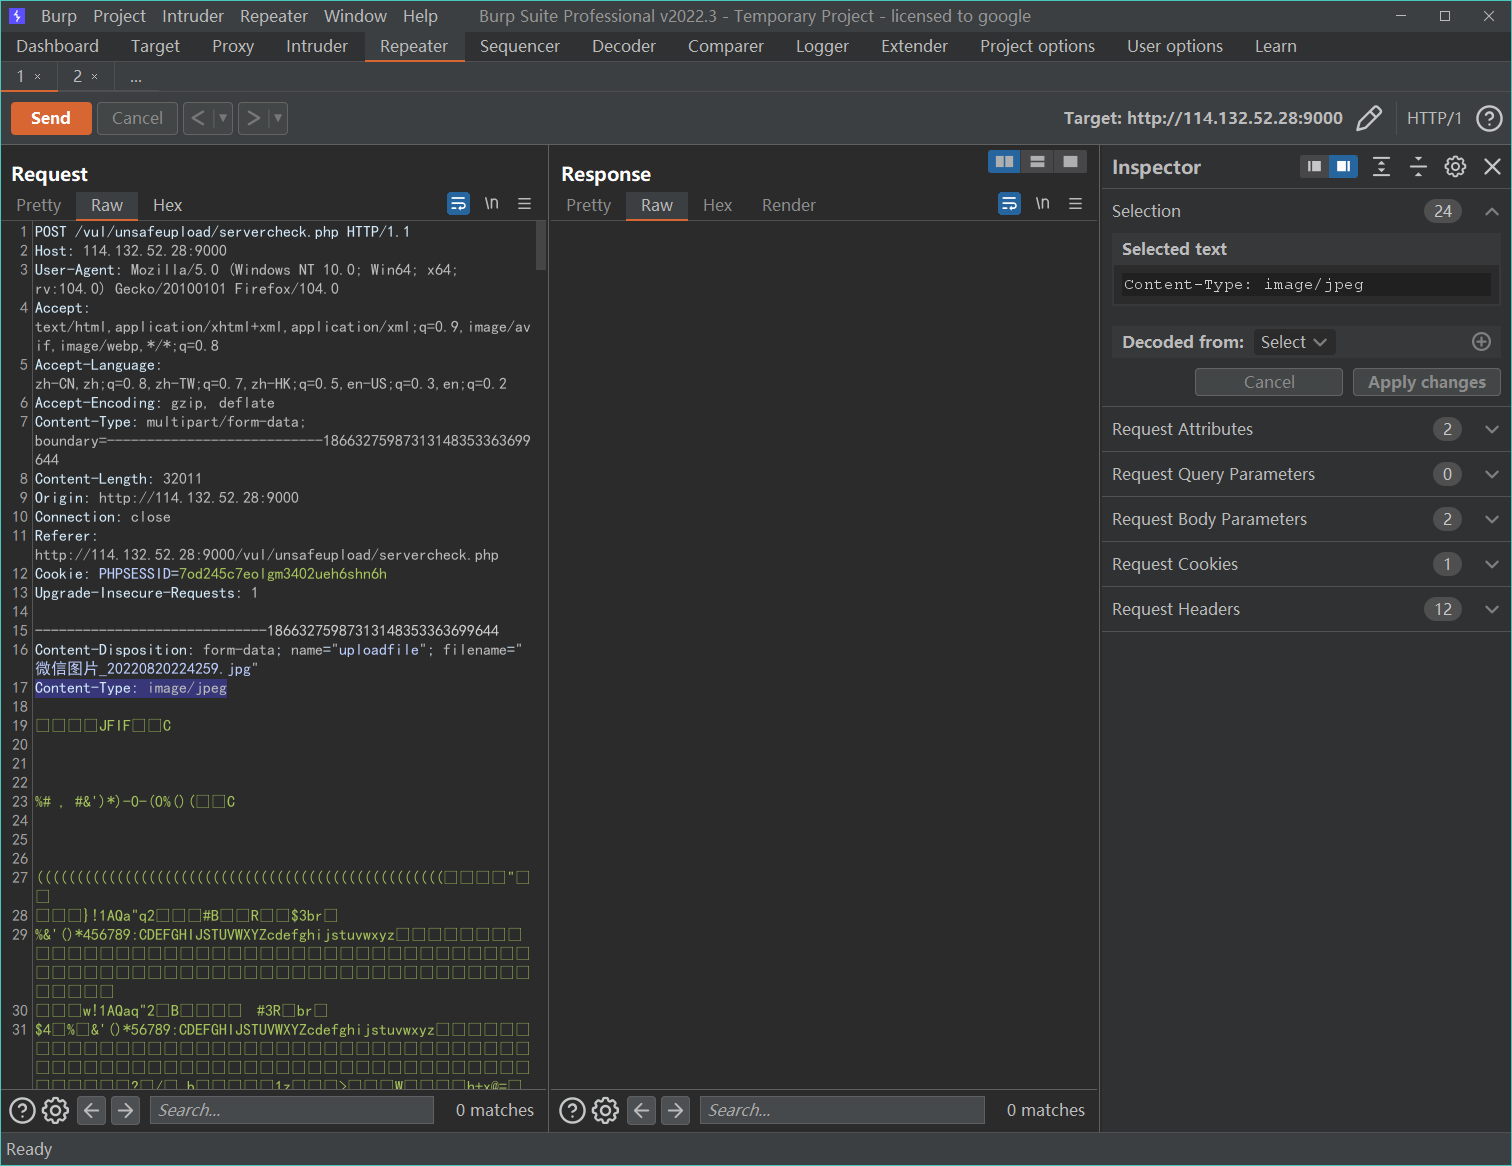 Burp Project Intruder Repeater Window Help Burp Suite Professional v2022.3 - Temporary Project - licensed to google
Dashboard Target Proxy Intruder Repeater Sequencer Decoder Comparer Logger Extender Project options User options Learn
1 × 2 × ...
Send Cancel < > Target: http://114.132.52.28:9000 HTTP/1 ?
Request
Pretty Raw Hex \n
1 POST /vul/unsafeupload/servercheck.php HTTP/1.1
2 Host: 114.132.52.28:9000
3 User-Agent: Mozilla/5.0 (Windows NT 10.0; Win64; x64;
rv:104.0) Gecko/20100101 Firefox/104.0
4 Accept:
text/html,application/xhtml+xml,application/xml;q=0.9,image/av
if,image/webp,*/*;q=0.8
5 Accept-Language:
zh-CN,zh;q=0.8,zh-TW;q=0.7,zh-HK;q=0.5,en-US;q=0.3,en;q=0.2
6 Accept-Encoding: gzip, deflate
7 Content-Type: multipart/form-data;
boundary=---------------------------18663275987313148353363699
644
8 Content-Length: 32011
9 Origin: http://114.132.52.28:9000
10 Connection: close
11 Referer:
http://114.132.52.28:9000/vul/unsafeupload/servercheck.php
12 Cookie: PHPSESSID=7od245c7eolgm3402ueh6shn6h
13 Upgrade-Insecure-Requests: 1
14
15 -----------------------------18663275987313148353363699644
16 Content-Disposition: form-data; name="uploadfile"; filename="
微信图片_20220820224259.jpg"
17 Content-Type: image/jpeg
18
19 JFIF C
20
21
22
23 %# , #&')*)-0-(0%()( C
24
25
26
27 (((((((((((((((((((((((((((((((((((((((((((((((((((  "
28 }!1AQa"q2 #B R $3br
29 %&'()*456789:CDEFGHIJSTUVWXYZcdefghijstuvwxyz
30 w!1AQaq"2 B #3R br
31 $4 % &'()*56789:CDEFGHIJSTUVWXYZcdefghijstuvwxyz
? Search... 0 matches
Response
Pretty Raw Hex Render \n
? Search... 0 matches
Inspector
Selection 24
Selected text
Content-Type: image/jpeg
Decoded from: Select
Cancel Apply changes
Request Attributes 2
Request Query Parameters 0
Request Body Parameters 2
Request Cookies 1
Request Headers 12
Ready